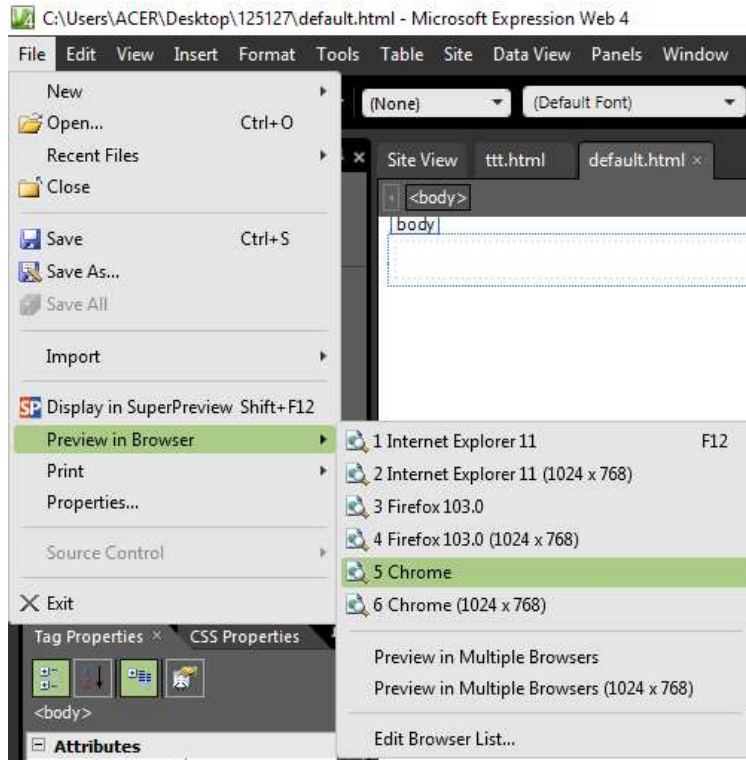 C:\Users\ACER\Desktop\125127\default.html - Microsoft Expression Web 4
File Edit View Insert Format Tools Table Site Data View Panels Window
New
(None) (Default Font)
Open... Ctrl+O
Recent Files
Close
Site View ttt.html default.html ×
<body>
body
Save Ctrl+S
Save As...
Save All
Import
SP Display in SuperPreview Shift+F12
Preview in Browser
Print
Properties...
Source Control
Exit
1 Internet Explorer 11 F12
2 Internet Explorer 11 (1024 x 768)
3 Firefox 103.0
4 Firefox 103.0 (1024 x 768)
5 Chrome
6 Chrome (1024 x 768)
Preview in Multiple Browsers
Preview in Multiple Browsers (1024 x 768)
Edit Browser List...
Tag Properties × CSS Properties
<body>
Attributes